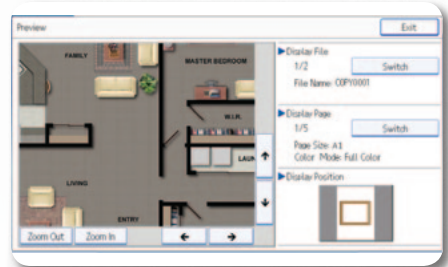 Preview
Exit
FAMILY
MASTER BEDROOM
W.I.R.
LAUN
LIVING
ENTRY
Zoom Out
Zoom In
←
→
↑
↓
▶Display File
1/2
Switch
File Name: COPY0001
▶Display Page
1/5
Switch
Page Size: A1
Color Mode: Full Color
▶Display Position